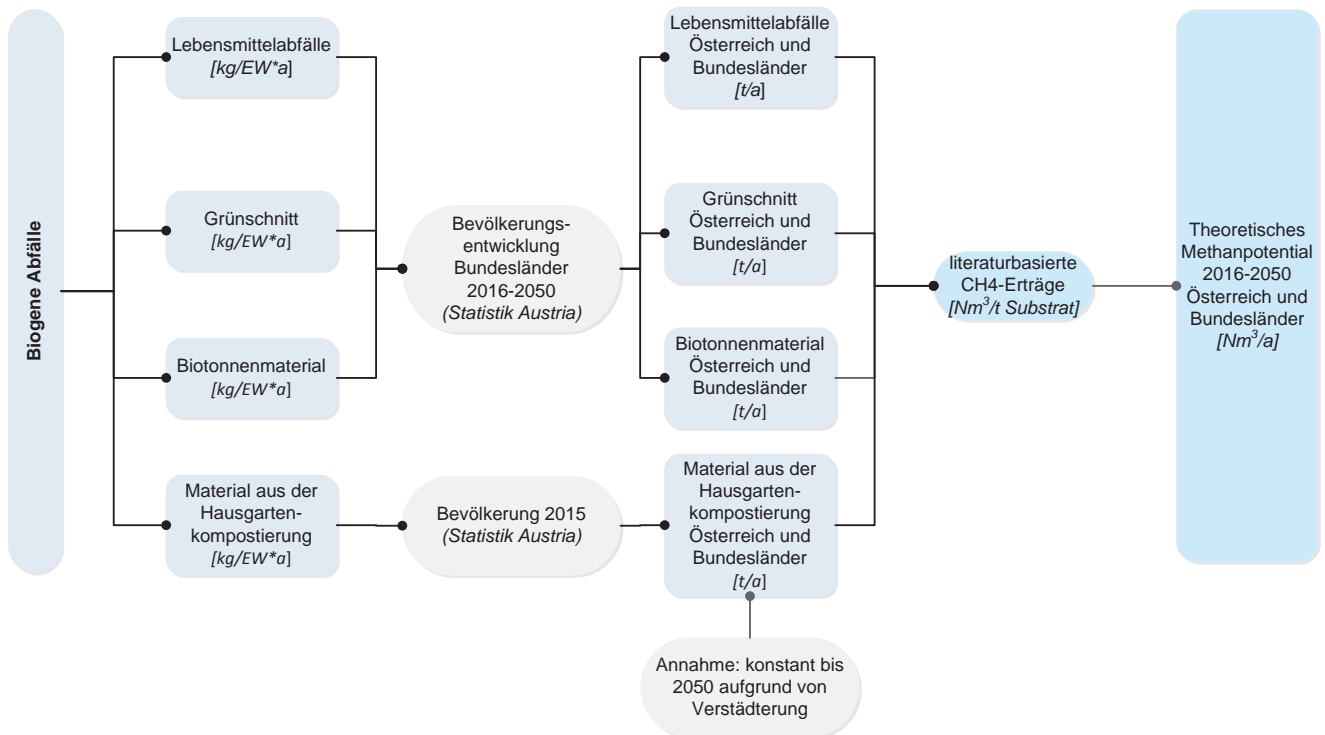 Biogene Abfälle
Lebensmittelabfälle
[kg/EW*a]
Grünschnitt
[kg/EW*a]
Biotonnenmaterial
[kg/EW*a]
Material aus der
Hausgarten-
kompostierung
[kg/EW*a]
Bevölkerungs-
entwicklung
Bundesländer
2016-2050
(Statistik Austria)
Bevölkerung 2015
(Statistik Austria)
Lebensmittelabfälle
Österreich und
Bundesländer
[t/a]
Grünschnitt
Österreich und
Bundesländer
[t/a]
Biotonnenmaterial
Österreich und
Bundesländer
[t/a]
Material aus der
Hausgarten-
kompostierung
Österreich und
Bundesländer
[t/a]
Annahme: konstant bis
2050 aufgrund von
Verstädterung
literaturbasierte
CH4-Erträge
[Nm³/t Substrat]
Theoretisches
Methanpotential
2016-2050
Österreich und
Bundesländer
[Nm³/a]